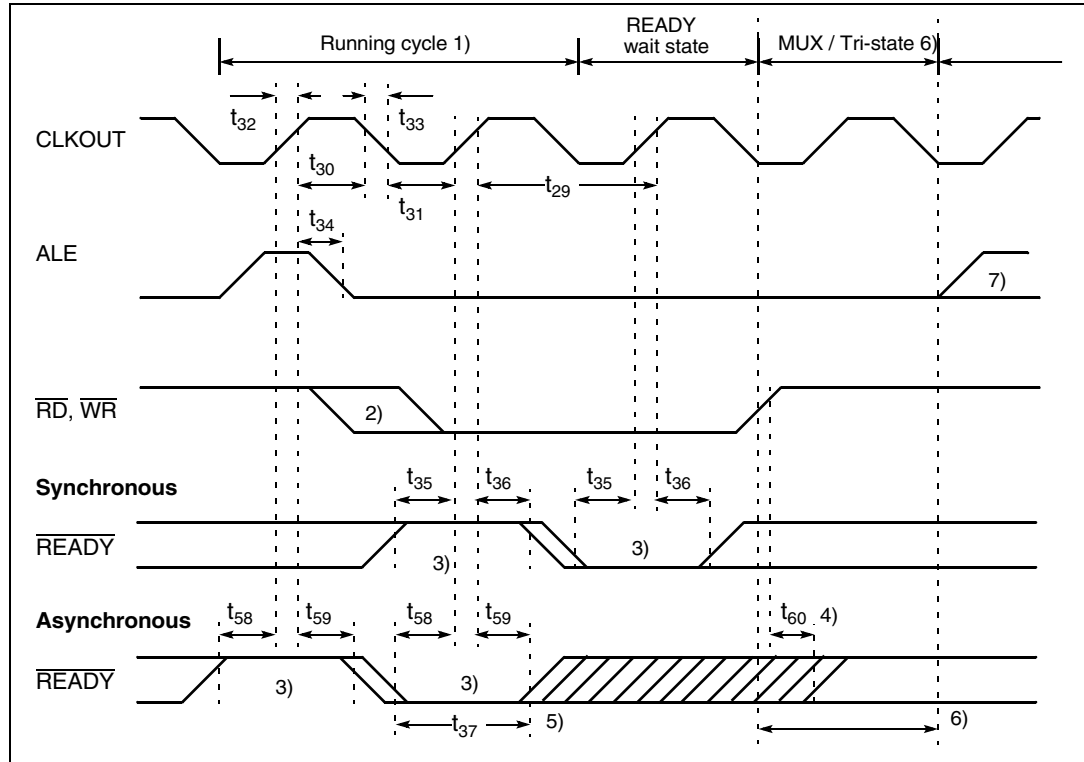 Running cycle 1)
READY
wait state
MUX / Tri-state 6)
t32
t33
CLKOUT
t30
t31
t29
t34
ALE
7)
RD, WR
2)
t35
t36
t35
t36
Synchronous
READY
3)
3)
t58
t59
t58
t59
t60
4)
Asynchronous
READY
3)
3)
t37
5)
6)